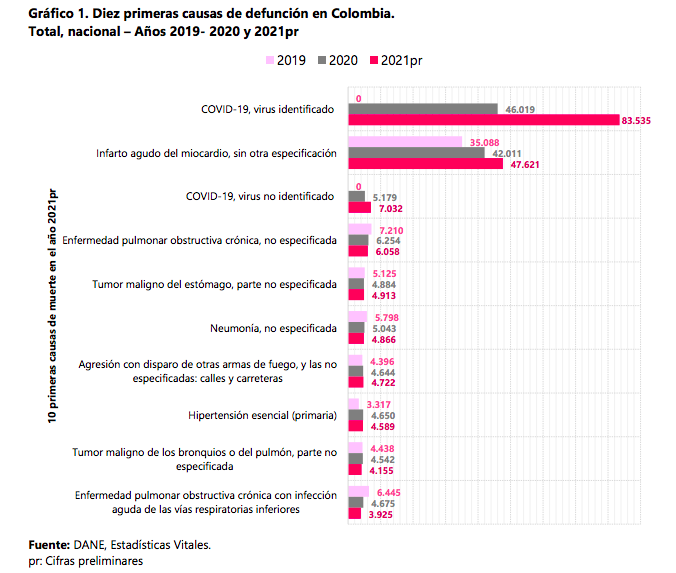 Gráfico 1. Diez primeras causas de defunción en Colombia.
Total, nacional – Años 2019- 2020 y 2021pr
2019 2020 2021pr
10 primeras causas de muerte en el año 2021pr
COVID-19, virus identificado
0
46.019
83.535
Infarto agudo del miocardio, sin otra especificación
35.088
42.011
47.621
COVID-19, virus no identificado
0
5.179
7.032
Enfermedad pulmonar obstructiva crónica, no especificada
7.210
6.254
6.058
Tumor maligno del estómago, parte no especificada
5.125
4.884
4.913
Neumonía, no especificada
5.798
5.043
4.866
Agresión con disparo de otras armas de fuego, y las no
especificadas: calles y carreteras
4.396
4.644
4.722
Hipertensión esencial (primaria)
3.317
4.650
4.589
Tumor maligno de los bronquios o del pulmón, parte no
especificada
4.438
4.542
4.155
Enfermedad pulmonar obstructiva crónica con infección
aguda de las vías respiratorias inferiores
6.445
4.675
3.925
Fuente: DANE, Estadísticas Vitales.
pr: Cifras preliminares